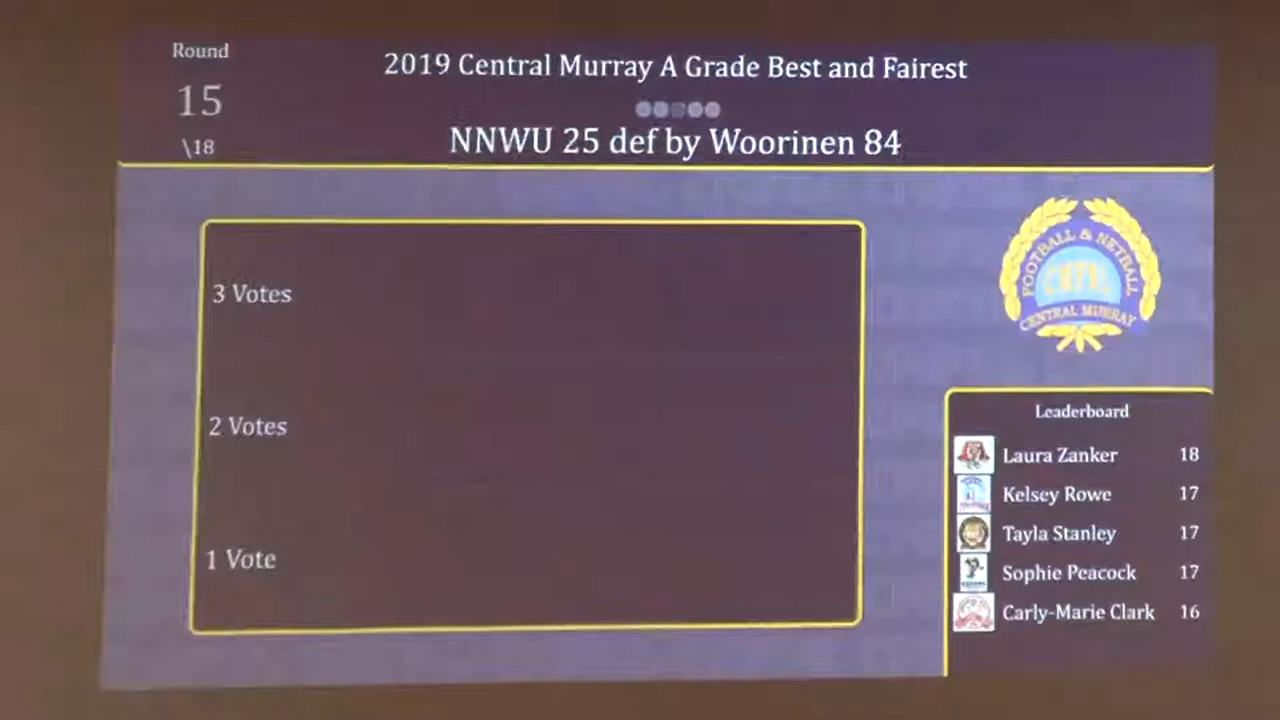 Round
15
\18
2019 Central Murray A Grade Best and Fairest
NNWU 25 def by Woorinen 84
3 Votes
2 Votes
1 Vote
FOOTBALL & NETBALL
CENTRAL MURRAY
Leaderboard
Laura Zanker 18
Kelsey Rowe 17
Tayla Stanley 17
Sophie Peacock 17
Carly-Marie Clark 16